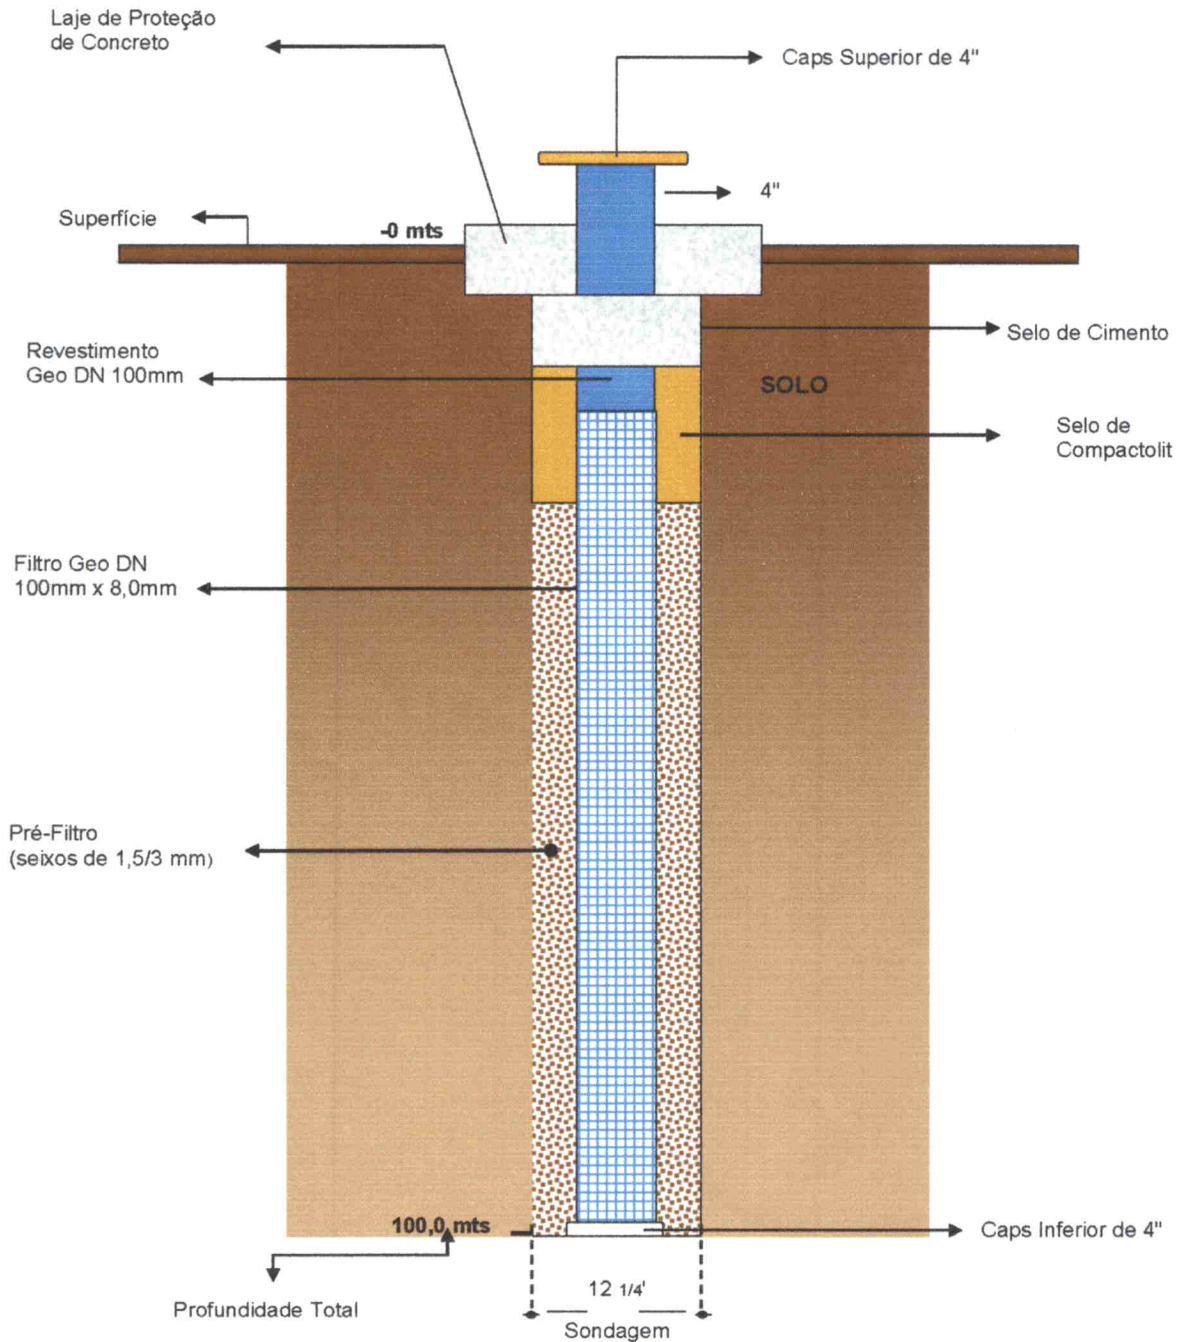 Laje de Proteção
de Concreto
Caps Superior de 4"
4"
Superfície
-0 mts
Selo de Cimento
Revestimento
Geo DN 100mm
SOLO
Selo de
Compactolit
Filtro Geo DN
100mm x 8,0mm
Pré-Filtro
(seixos de 1,5/3 mm)
100,0 mts
Caps Inferior de 4"
12 1/4'
Profundidade Total
Sondagem